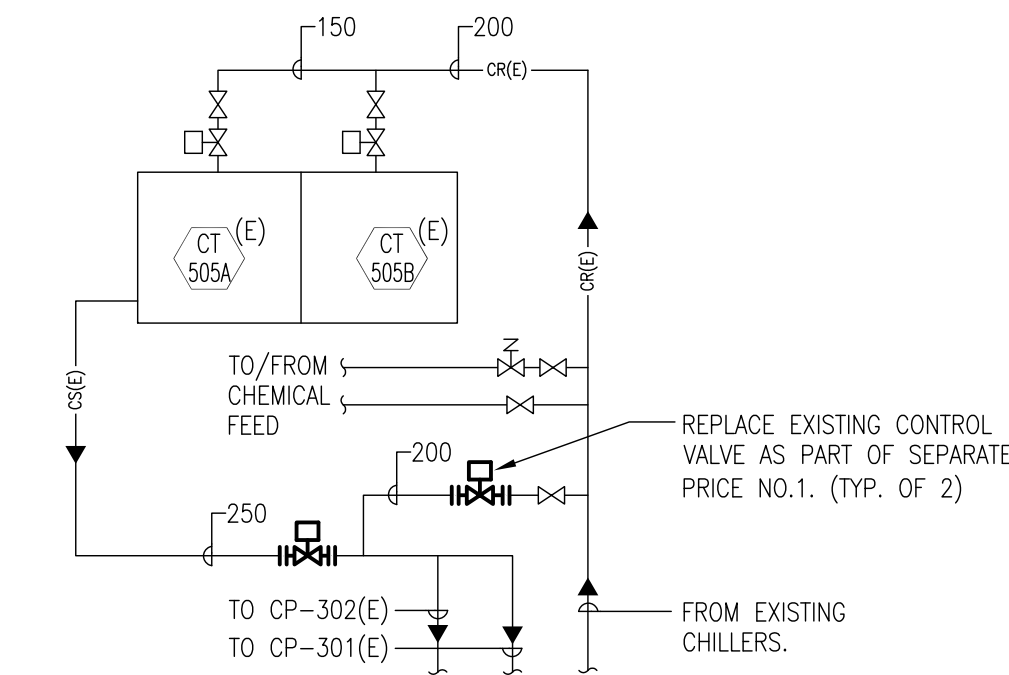 150
200
CR(E)
CT
505A
(E)
CT
505B
(E)
CR(E)
TO/FROM
CHEMICAL
FEED
CS(E)
REPLACE EXISTING CONTROL
VALVE AS PART OF SEPARATE
PRICE NO.1. (TYP. OF 2)
200
250
TO CP-302(E)
TO CP-301(E)
FROM EXISTING
CHILLERS.